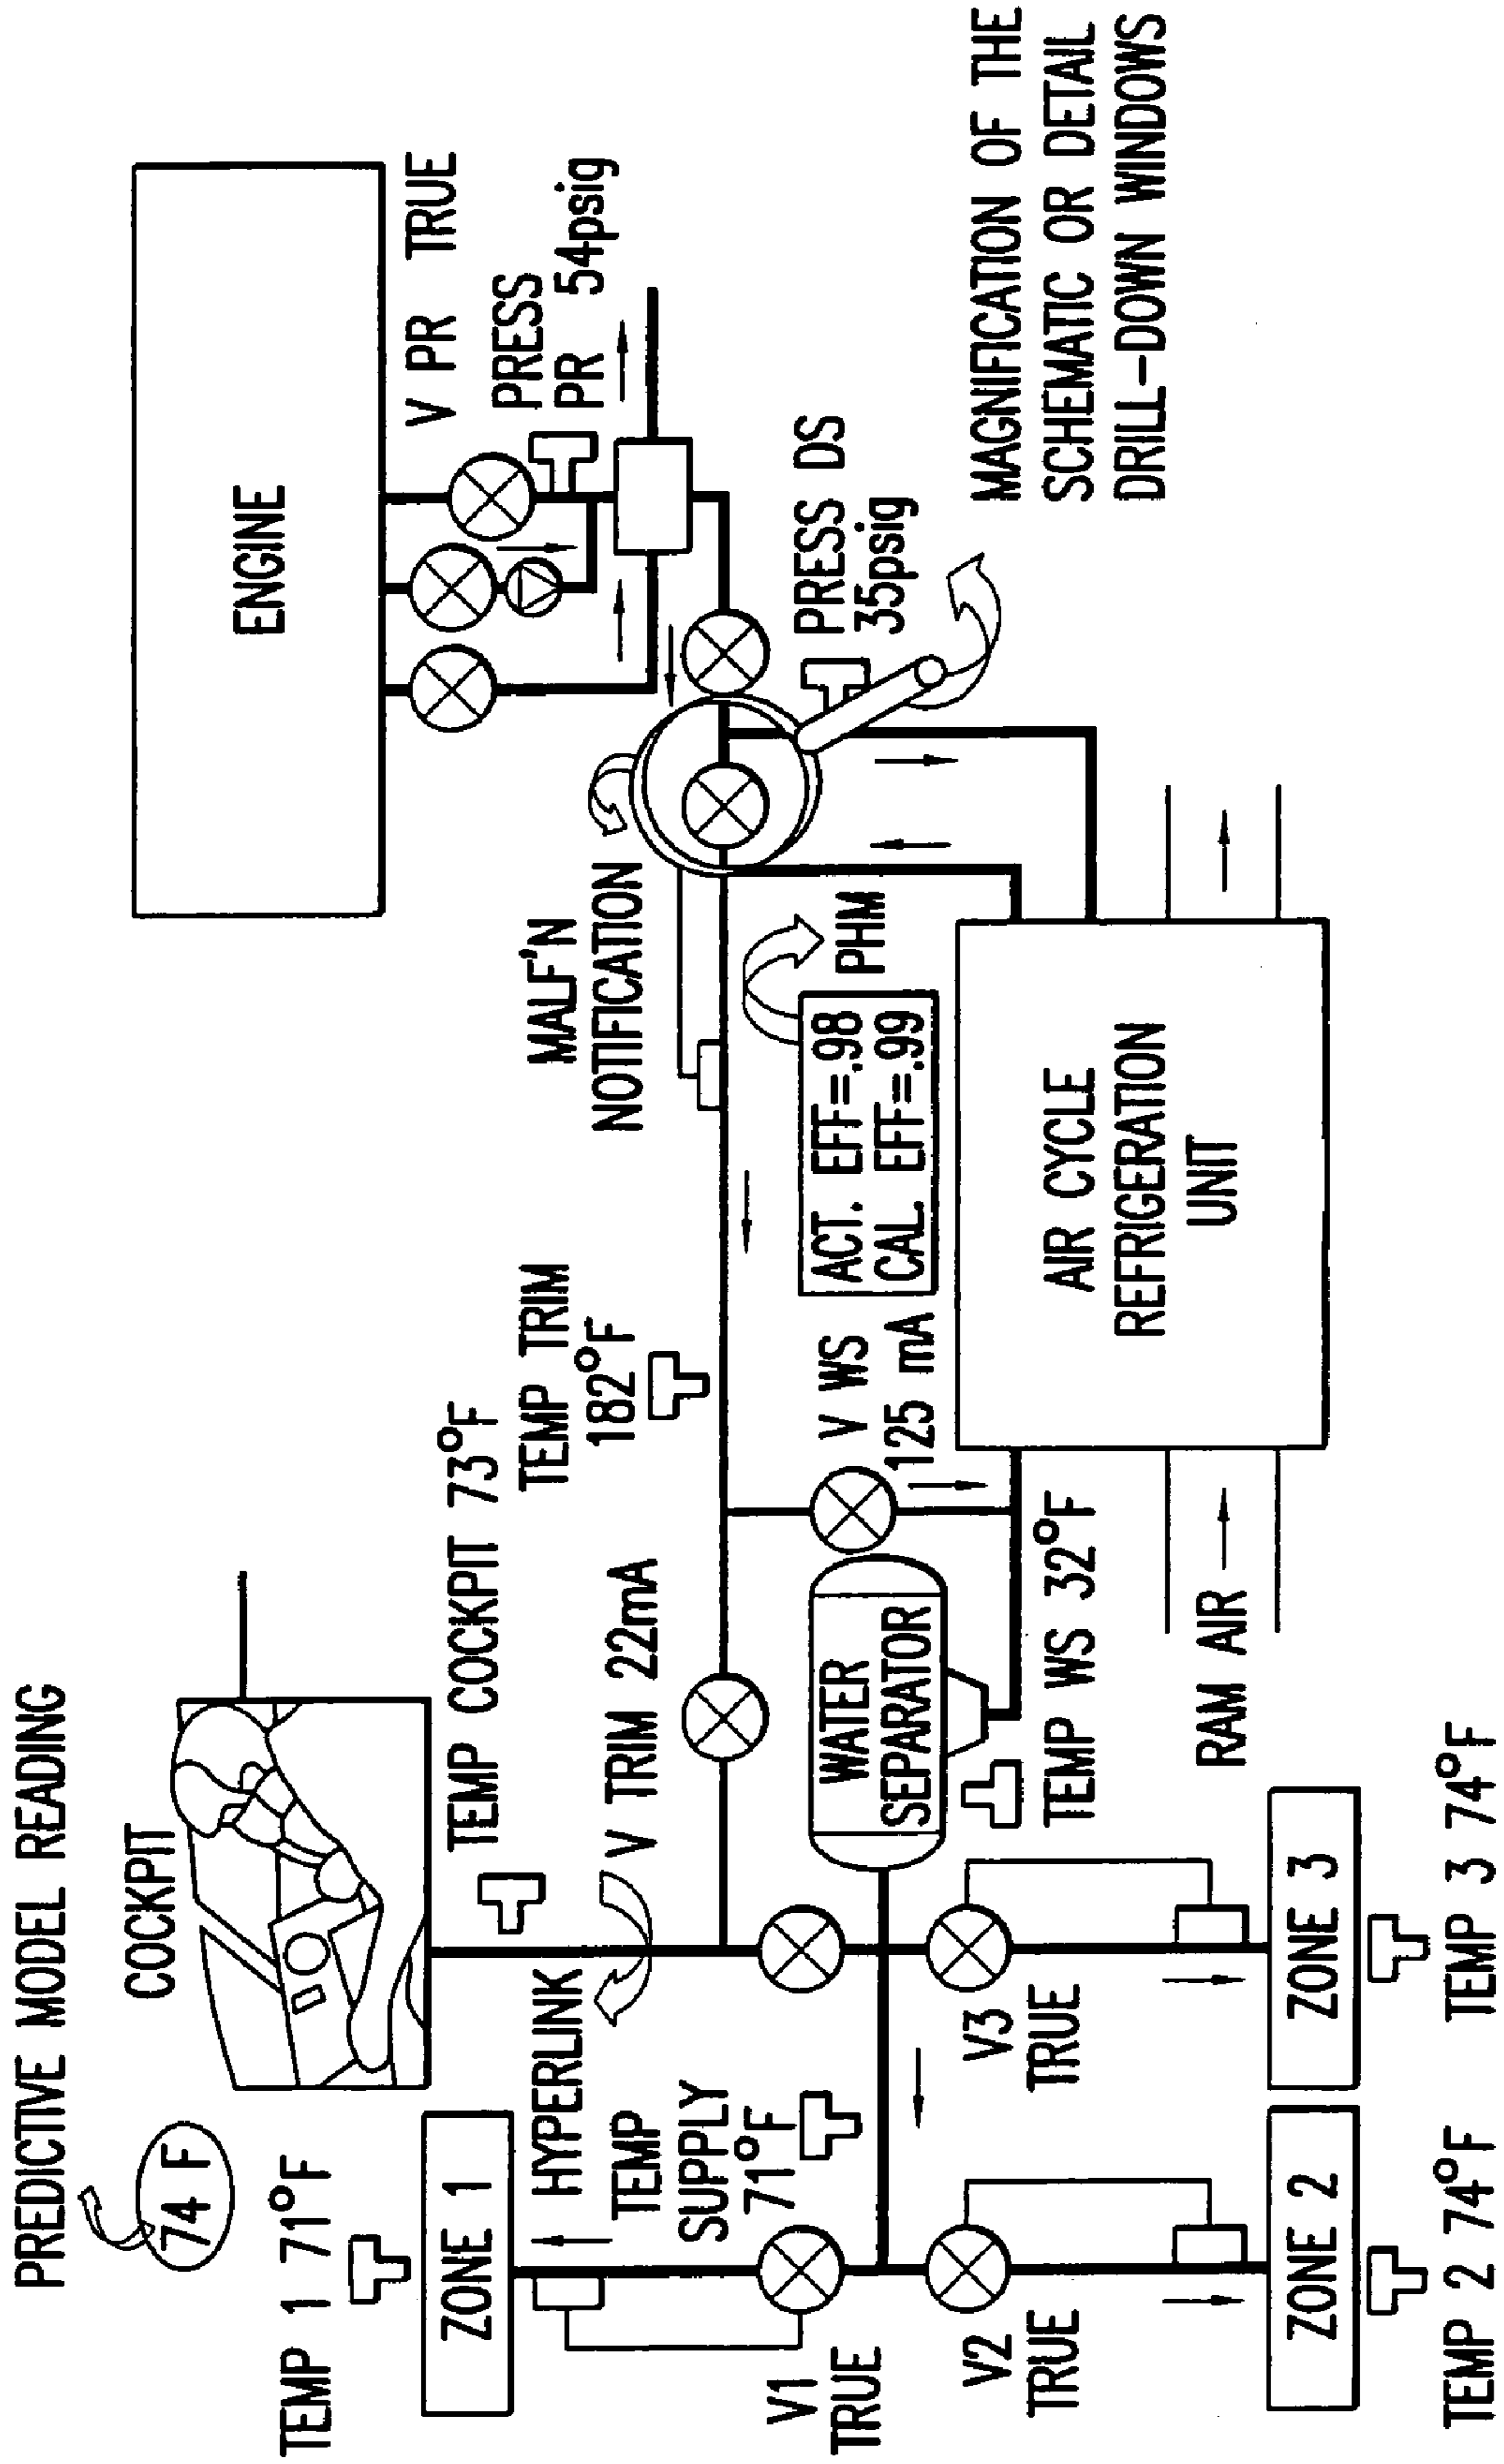 PREDICTIVE MODEL READING
74 F
COCKPIT
TEMP 1 71°F
ZONE 1
TEMP COCKPIT 73°F
HYPERLINK
V TRIM 22mA
TEMP TRIM
182°F
TEMP
SUPPLY
71°F
V1
TRUE
V2
TRUE
V3
TRUE
ZONE 2
ZONE 3
TEMP 2 74°F
TEMP 3 74°F
WATER
SEPARATOR
TEMP WS 32°F
V WS
125 mA
RAM AIR
ACT. EFF=.98
CAL. EFF=.99
PHM
AIR CYCLE
REFRIGERATION
UNIT
MALF'N
NOTIFICATION
ENGINE
V PR TRUE
PRESS
PR 54psig
PRESS DS
35psig
MAGNIFICATION OF THE
SCHEMATIC OR DETAIL
DRILL-DOWN WINDOWS